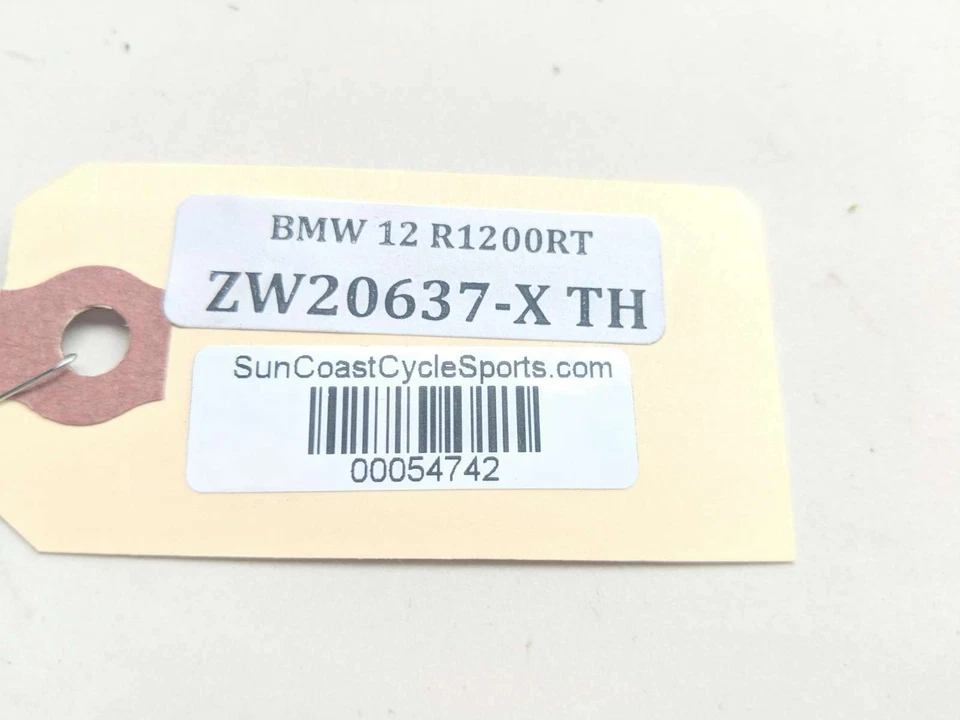 BMW 12 R1200RT
ZW20637-X TH
SunCoastCycleSports.com
00054742